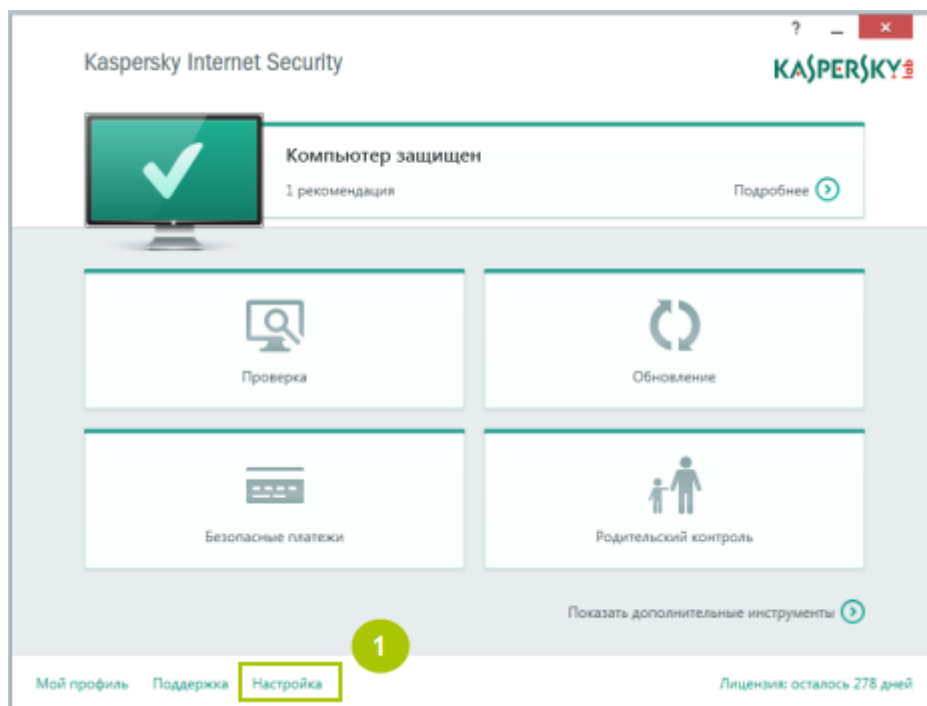 ?
Kaspersky Internet Security
KASPERSKY lab
Компьютер защищен
1 рекомендация
Подробнее
Проверка
Обновление
Безопасные платежи
Родительский контроль
Показать дополнительные инструменты
1
Мой профиль Поддержка Настройка Лицензия: осталось 278 дней